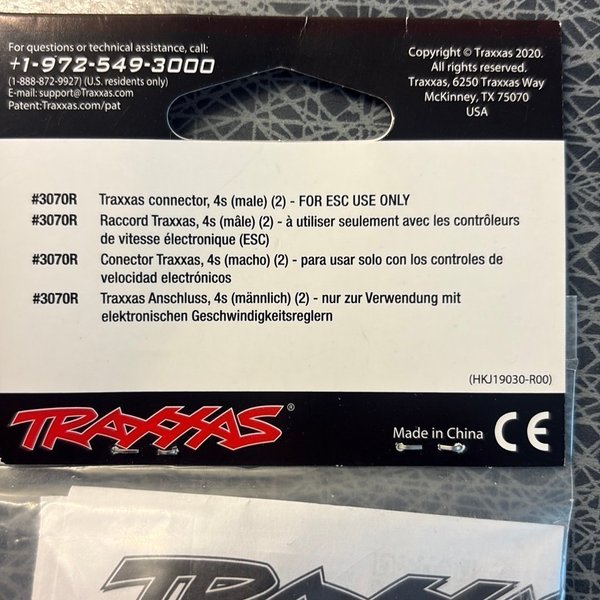 For questions or technical assistance, call:
+1-972-549-3000
(1-888-872-9927) (U.S. residents only)
E-mail: support@Traxxas.com
Patent:Traxxas.com/pat
Copyright © Traxxas 2020.
All rights reserved.
Traxxas, 6250 Traxxas Way
McKinney, TX 75070
USA
#3070R Traxxas connector, 4s (male) (2) - FOR ESC USE ONLY
#3070R Raccord Traxxas, 4s (mâle) (2) - à utiliser seulement avec les contrôleurs
de vitesse électronique (ESC)
#3070R Conector Traxxas, 4s (macho) (2) - para usar solo con los controles de
velocidad electrónicos
#3070R Traxxas Anschluss, 4s (männlich) (2) - nur zur Verwendung mit
elektronischen Geschwindigkeitsreglern
(HKJ19030-R00)
TRAXXAS®
Made in China CE
TRAXXAS